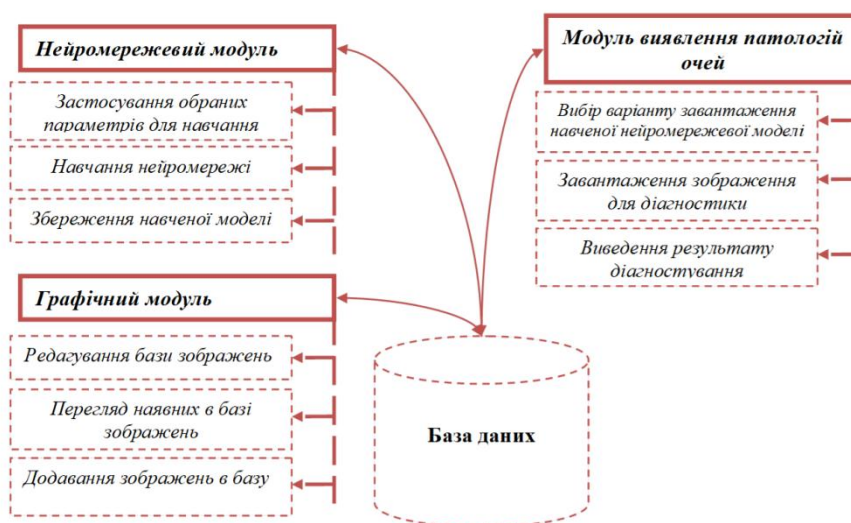 Нейромережевий модуль
Застосування обраних
параметрів для навчання
Навчання нейромережі
Збереження навченої моделі
Графічний модуль
Редагування бази зображень
Перегляд наявних в базі
зображень
Додавання зображень в базу
Модуль виявлення патологій
очей
Вибір варіанту завантаження
навченої нейромережевої моделі
Завантаження зображення
для діагностики
Виведення результату
діагностування
База даних